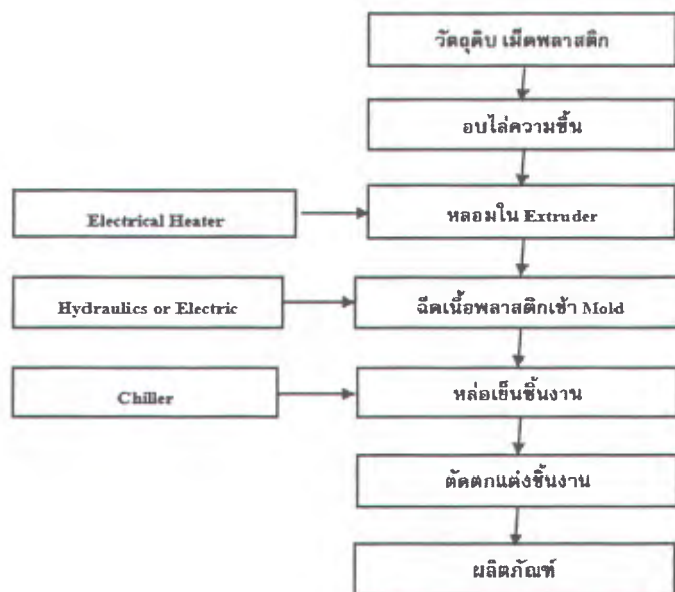 วัตถุดิบ เม็ดพลาสติก
อบไล่ความชื้น
Electrical Heater
หลอมใน Extruder
Hydraulics or Electric
ฉีดเนื้อพลาสติกเข้า Mold
Chiller
หล่อเย็นชิ้นงาน
ตัดตกแต่งชิ้นงาน
ผลิตภัณฑ์